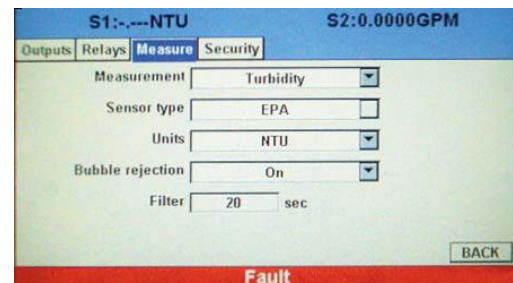 S1:-.---NTU S2:0.0000GPM
Outputs Relays Measure Security
Measurement Turbidity
Sensor type EPA
Units NTU
Bubble rejection On
Filter 20 sec
BACK
Fault